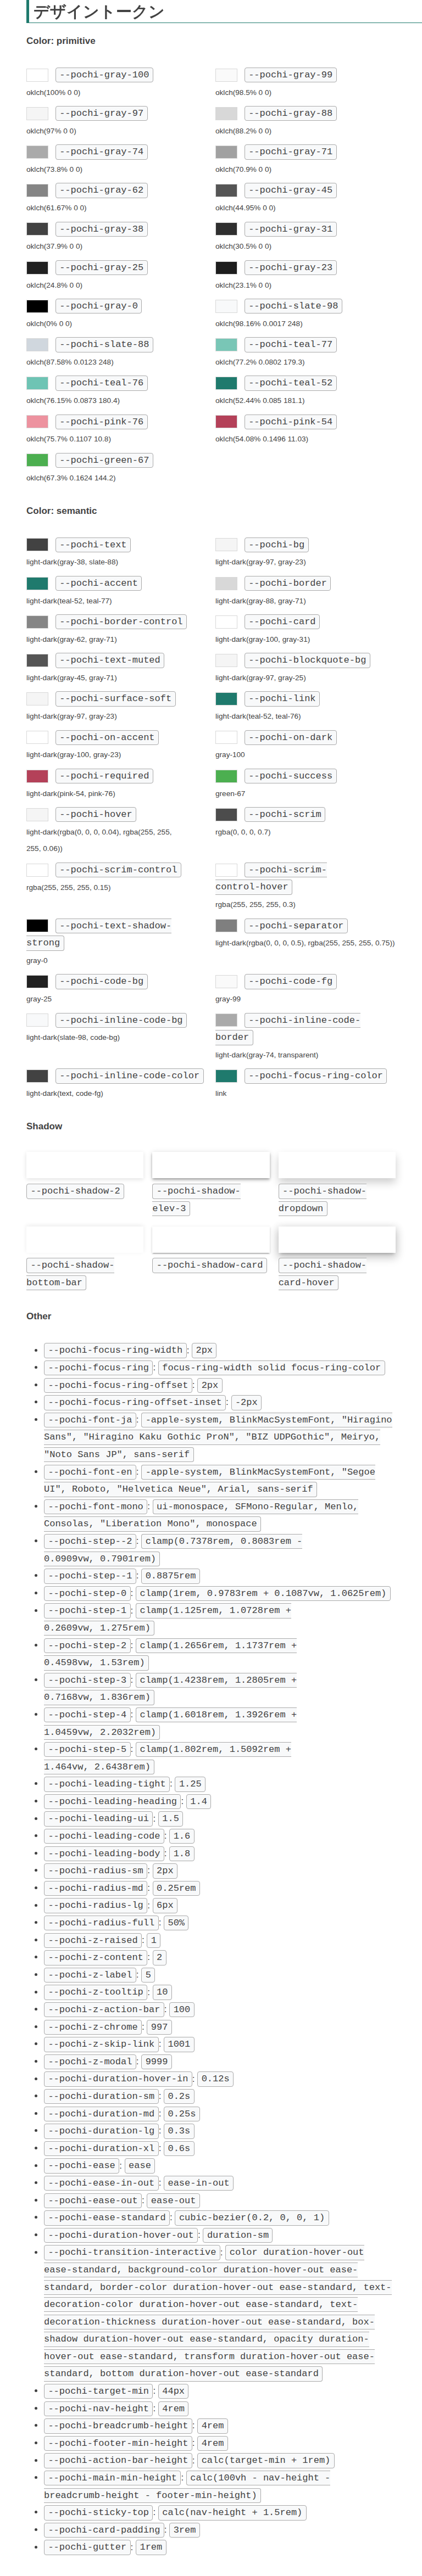 デザイントークン
Color: primitive
--pochi-gray-100
oklch(100% 0 0)
--pochi-gray-99
oklch(98.5% 0 0)
--pochi-gray-97
oklch(97% 0 0)
--pochi-gray-88
oklch(88.2% 0 0)
--pochi-gray-74
oklch(73.8% 0 0)
--pochi-gray-71
oklch(70.9% 0 0)
--pochi-gray-62
oklch(61.67% 0 0)
--pochi-gray-45
oklch(44.95% 0 0)
--pochi-gray-38
oklch(37.9% 0 0)
--pochi-gray-31
oklch(30.5% 0 0)
--pochi-gray-25
oklch(24.8% 0 0)
--pochi-gray-23
oklch(23.1% 0 0)
--pochi-gray-0
oklch(0% 0 0)
--pochi-slate-98
oklch(98.16% 0.0017 248)
--pochi-slate-88
oklch(87.58% 0.0123 248)
--pochi-teal-77
oklch(77.2% 0.0802 179.3)
--pochi-teal-76
oklch(76.15% 0.0873 180.4)
--pochi-teal-52
oklch(52.44% 0.085 181.1)
--pochi-pink-76
oklch(75.7% 0.1107 10.8)
--pochi-pink-54
oklch(54.08% 0.1496 11.03)
--pochi-green-67
oklch(67.3% 0.1624 144.2)
Color: semantic
--pochi-text
light-dark(gray-38, slate-88)
--pochi-bg
light-dark(gray-97, gray-23)
--pochi-accent
light-dark(teal-52, teal-77)
--pochi-border
light-dark(gray-88, gray-71)
--pochi-border-control
light-dark(gray-62, gray-71)
--pochi-card
light-dark(gray-100, gray-31)
--pochi-text-muted
light-dark(gray-45, gray-71)
--pochi-blockquote-bg
light-dark(gray-97, gray-25)
--pochi-surface-soft
light-dark(gray-97, gray-23)
--pochi-link
light-dark(teal-52, teal-76)
--pochi-on-accent
light-dark(gray-100, gray-23)
--pochi-on-dark
gray-100
--pochi-required
light-dark(pink-54, pink-76)
--pochi-success
green-67
--pochi-hover
light-dark(rgba(0, 0, 0, 0.04), rgba(255, 255,
255, 0.06))
--pochi-scrim
rgba(0, 0, 0, 0.7)
--pochi-scrim-control
rgba(255, 255, 255, 0.15)
--pochi-scrim-
control-hover
rgba(255, 255, 255, 0.3)
--pochi-text-shadow-
strong
gray-0
--pochi-separator
light-dark(rgba(0, 0, 0, 0.5), rgba(255, 255, 255, 0.75))
--pochi-code-bg
gray-25
--pochi-code-fg
gray-99
--pochi-inline-code-bg
light-dark(slate-98, code-bg)
--pochi-inline-code-
border
light-dark(gray-74, transparent)
--pochi-inline-code-color
light-dark(text, code-fg)
--pochi-focus-ring-color
link
Shadow
--pochi-shadow-2
--pochi-shadow-
elev-3
--pochi-shadow-
dropdown
--pochi-shadow-
bottom-bar
--pochi-shadow-card
--pochi-shadow-
card-hover
Other
--pochi-focus-ring-width: 2px
--pochi-focus-ring: focus-ring-width solid focus-ring-color
--pochi-focus-ring-offset: 2px
--pochi-focus-ring-offset-inset: -2px
--pochi-font-ja: -apple-system, BlinkMacSystemFont, "Hiragino
Sans", "Hiragino Kaku Gothic ProN", "BIZ UDPGothic", Meiryo,
"Noto Sans JP", sans-serif
--pochi-font-en: -apple-system, BlinkMacSystemFont, "Segoe
UI", Roboto, "Helvetica Neue", Arial, sans-serif
--pochi-font-mono: ui-monospace, SFMono-Regular, Menlo,
Consolas, "Liberation Mono", monospace
--pochi-step--2: clamp(0.7378rem, 0.8083rem -
0.0909vw, 0.7901rem)
--pochi-step--1: 0.8875rem
--pochi-step-0: clamp(1rem, 0.9783rem + 0.1087vw, 1.0625rem)
--pochi-step-1: clamp(1.125rem, 1.0728rem +
0.2609vw, 1.275rem)
--pochi-step-2: clamp(1.2656rem, 1.1737rem +
0.4598vw, 1.53rem)
--pochi-step-3: clamp(1.4238rem, 1.2805rem +
0.7168vw, 1.836rem)
--pochi-step-4: clamp(1.6018rem, 1.3926rem +
1.0459vw, 2.2032rem)
--pochi-step-5: clamp(1.802rem, 1.5092rem +
1.464vw, 2.6438rem)
--pochi-leading-tight: 1.25
--pochi-leading-heading: 1.4
--pochi-leading-ui: 1.5
--pochi-leading-code: 1.6
--pochi-leading-body: 1.8
--pochi-radius-sm: 2px
--pochi-radius-md: 0.25rem
--pochi-radius-lg: 6px
--pochi-radius-full: 50%
--pochi-z-raised: 1
--pochi-z-content: 2
--pochi-z-label: 5
--pochi-z-tooltip: 10
--pochi-z-action-bar: 100
--pochi-z-chrome: 997
--pochi-z-skip-link: 1001
--pochi-z-modal: 9999
--pochi-duration-hover-in: 0.12s
--pochi-duration-sm: 0.2s
--pochi-duration-md: 0.25s
--pochi-duration-lg: 0.3s
--pochi-duration-xl: 0.6s
--pochi-ease: ease
--pochi-ease-in-out: ease-in-out
--pochi-ease-out: ease-out
--pochi-ease-standard: cubic-bezier(0.2, 0, 0, 1)
--pochi-duration-hover-out: duration-sm
--pochi-transition-interactive: color duration-hover-out
ease-standard, background-color duration-hover-out ease-
standard, border-color duration-hover-out ease-standard, text-
decoration-color duration-hover-out ease-standard, text-
decoration-thickness duration-hover-out ease-standard, box-
shadow duration-hover-out ease-standard, opacity duration-
hover-out ease-standard, transform duration-hover-out ease-
standard, bottom duration-hover-out ease-standard
--pochi-target-min: 44px
--pochi-nav-height: 4rem
--pochi-breadcrumb-height: 4rem
--pochi-footer-min-height: 4rem
--pochi-action-bar-height: calc(target-min + 1rem)
--pochi-main-min-height: calc(100vh - nav-height -
breadcrumb-height - footer-min-height)
--pochi-sticky-top: calc(nav-height + 1.5rem)
--pochi-card-padding: 3rem
--pochi-gutter: 1rem